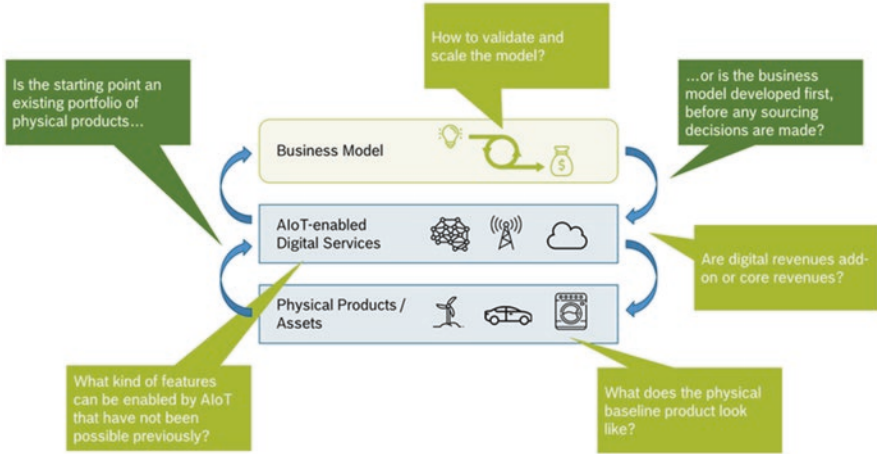 How to validate and
scale the model?
Is the starting point an
existing portfolio of
physical products...
...or is the business
model developed first,
before any sourcing
decisions are made?
Business Model
$
AIoT-enabled
Digital Services
Are digital revenues add-
on or core revenues?
Physical Products /
Assets
What kind of features
can be enabled by AIoT
that have not been
possible previously?
What does the physical
baseline product look
like?